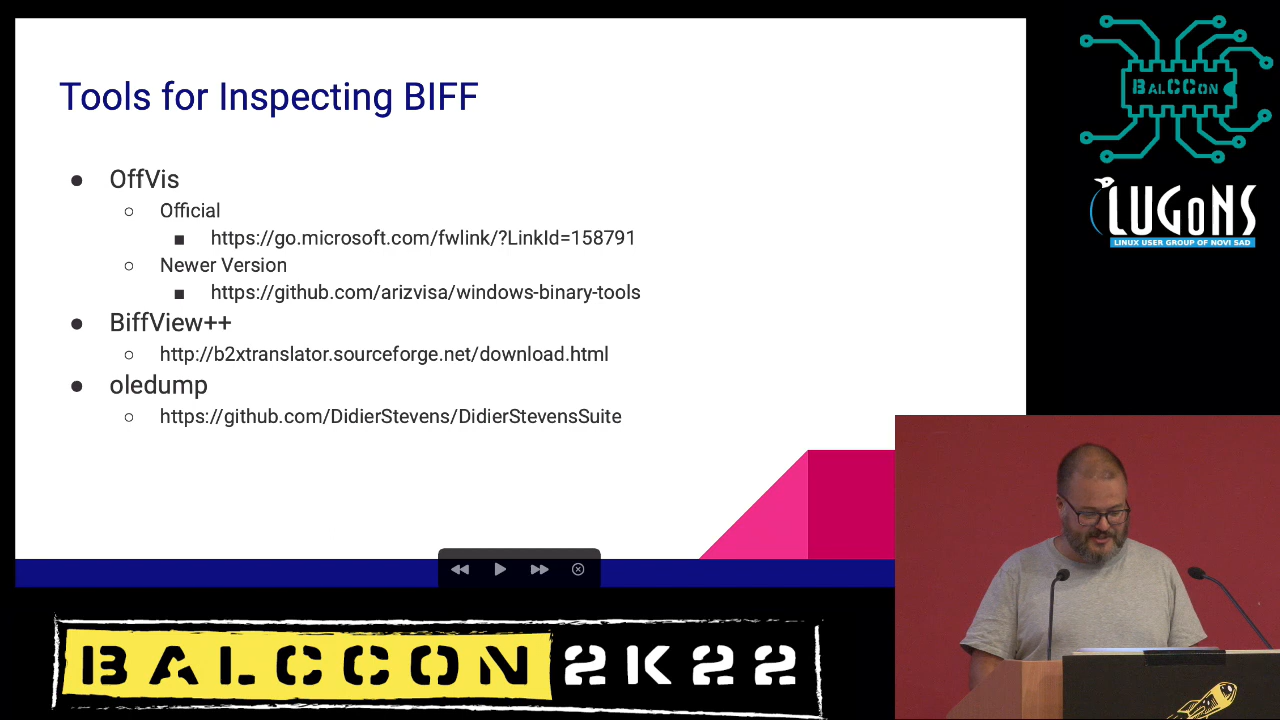 Tools for Inspecting BIFF
OffVis
Official
https://go.microsoft.com/fwlink/?LinkId=158791
Newer Version
https://github.com/arizvisa/windows-binary-tools
BiffView++
http://b2xtranslator.sourceforge.net/download.html
oledump
https://github.com/DidierStevens/DidierStevensSuite
BALCCON
LUGONS
LINUX USER GROUP OF NOVI SAD
BALCCON 2K22